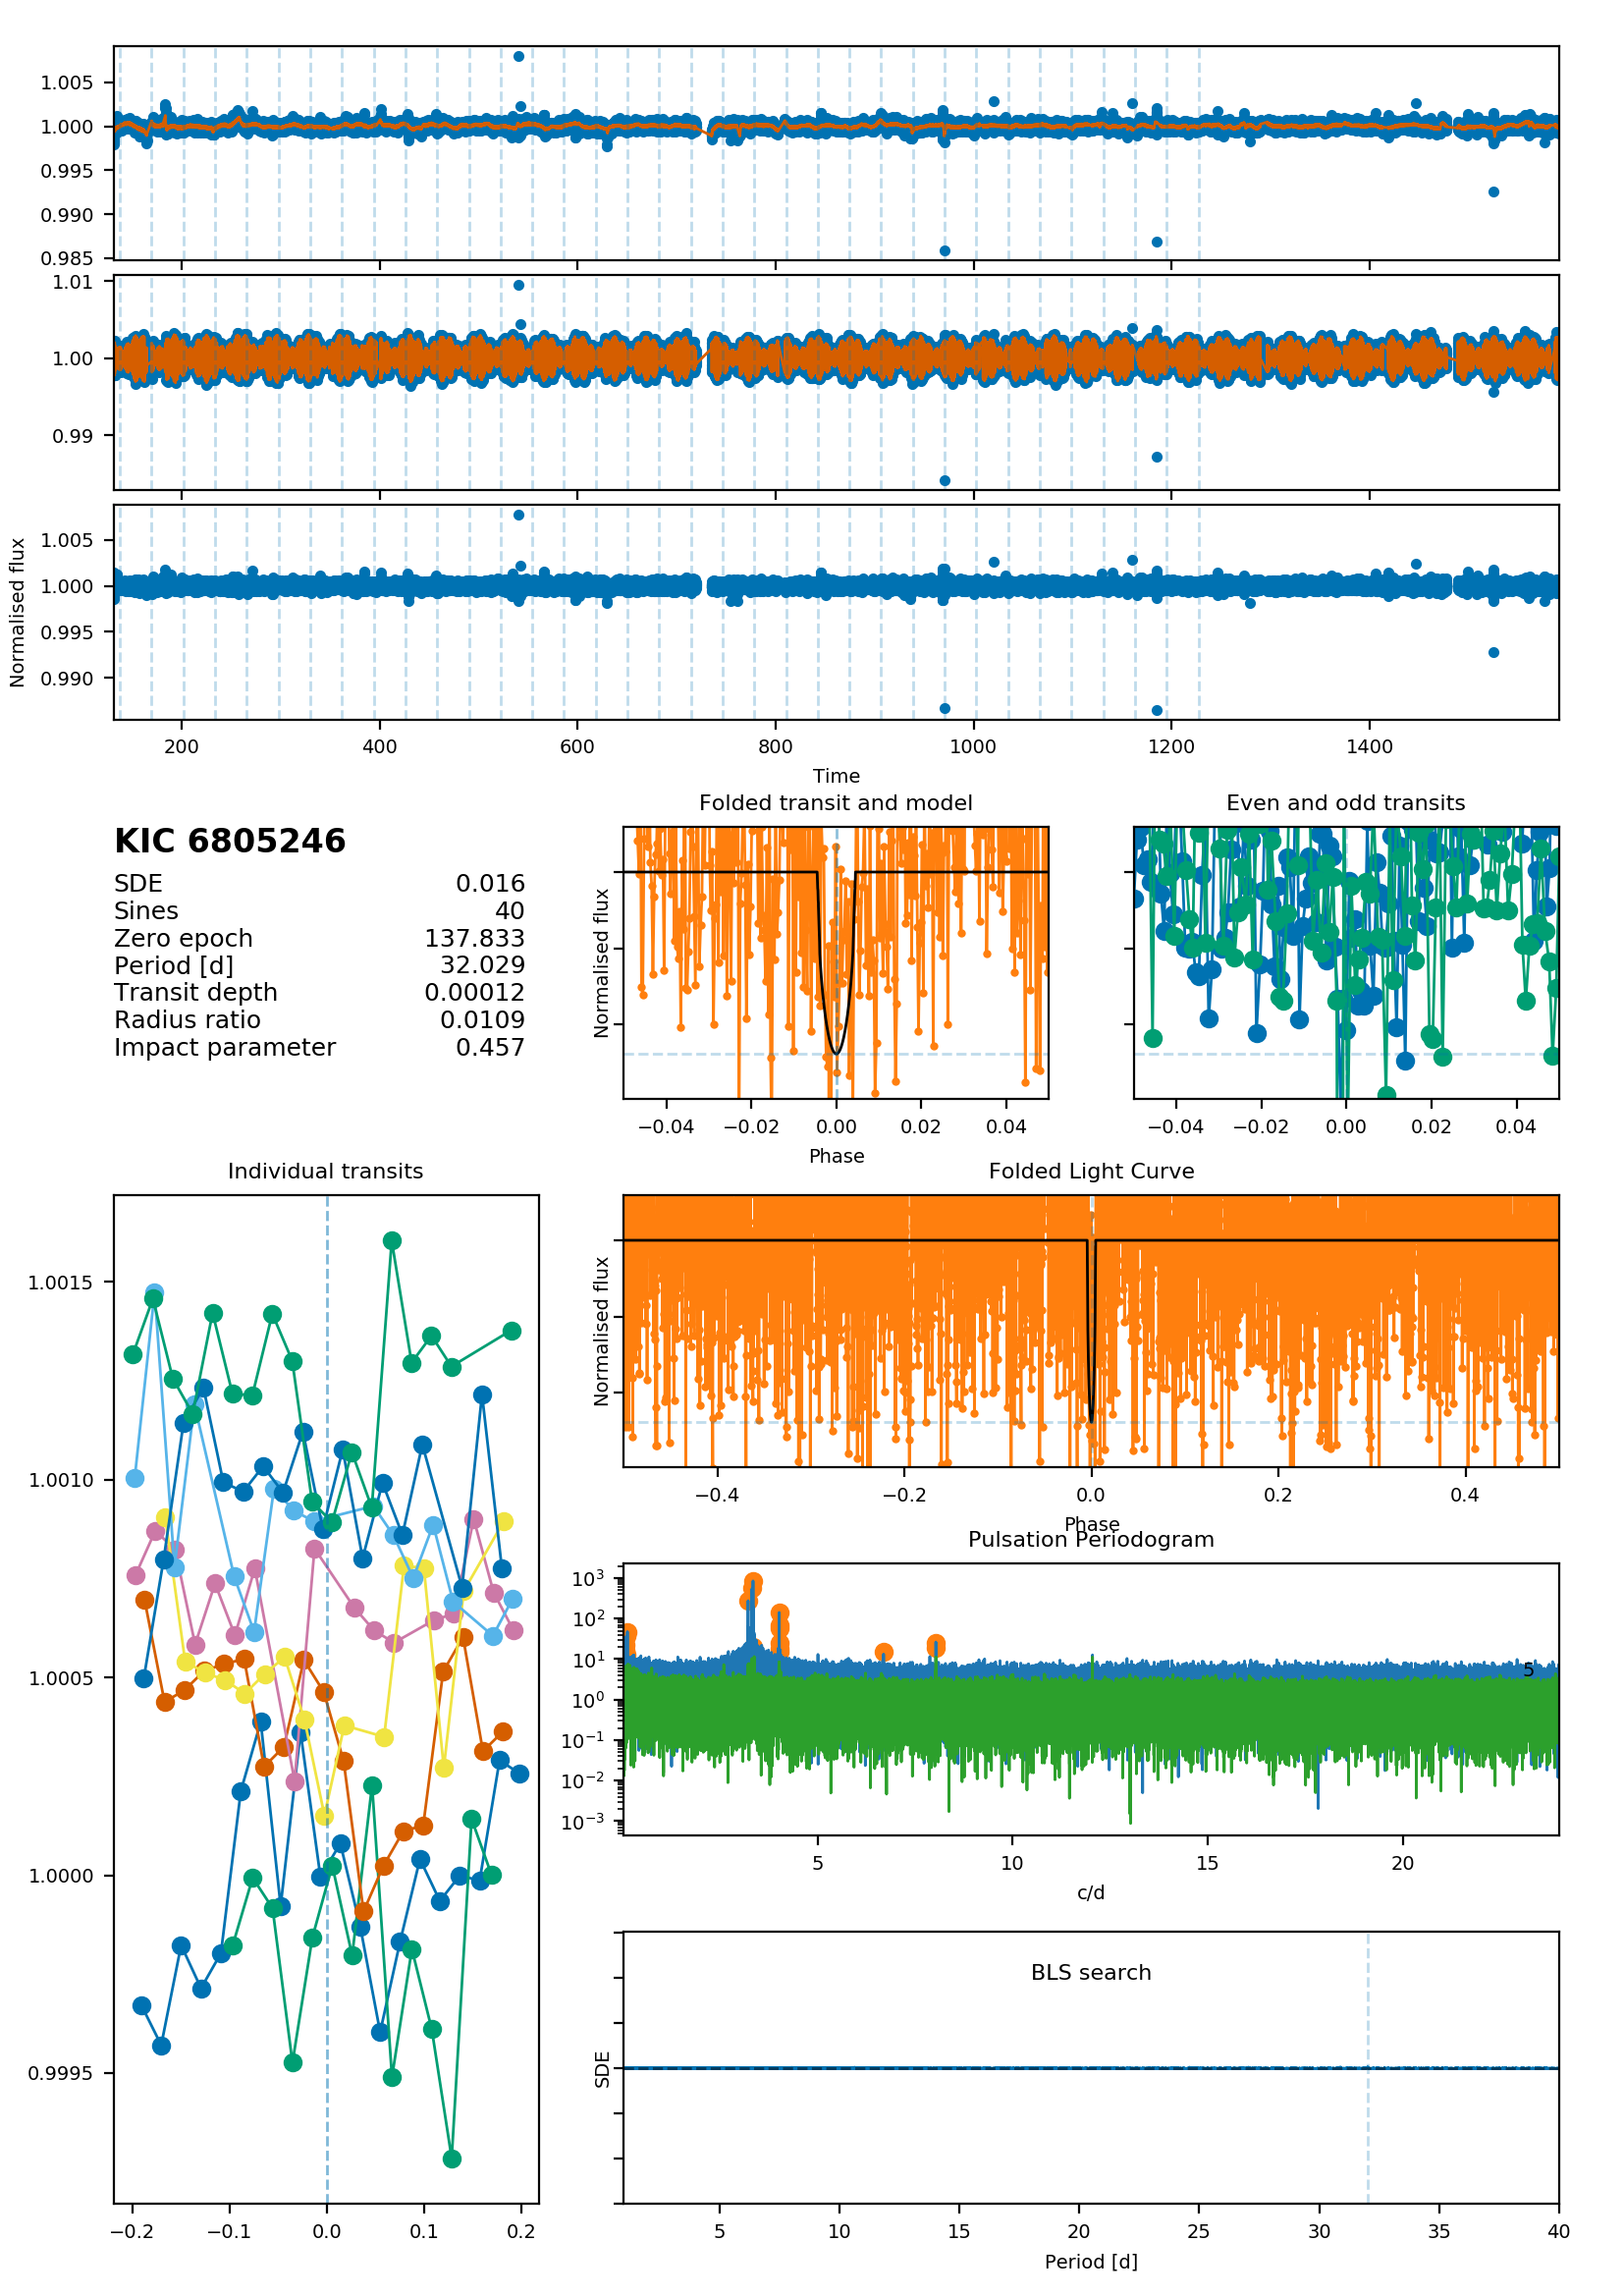 1.005
1.000
0.995
0.990
0.985
1.01
1.00
0.99
1.005
1.000
0.995
0.990
Normalised flux
200 400 600 800 1000 1200 1400
Time
KIC 6805246
SDE 0.016
Sines 40
Zero epoch 137.833
Period [d] 32.029
Transit depth 0.00012
Radius ratio 0.0109
Impact parameter 0.457
Folded transit and model
Normalised flux
−0.04 −0.02 0.00 0.02 0.04
Phase
Even and odd transits
−0.04 −0.02 0.00 0.02 0.04
Individual transits
1.0015
1.0010
1.0005
1.0000
0.9995
−0.2 −0.1 0.0 0.1 0.2
Folded Light Curve
Normalised flux
−0.4 −0.2 0.0 0.2 0.4
Phase
Pulsation Periodogram
10³
10²
10¹
10⁰
10⁻¹
10⁻²
10⁻³
5
5 10 15 20
c/d
BLS search
SDE
5 10 15 20 25 30 35 40
Period [d]